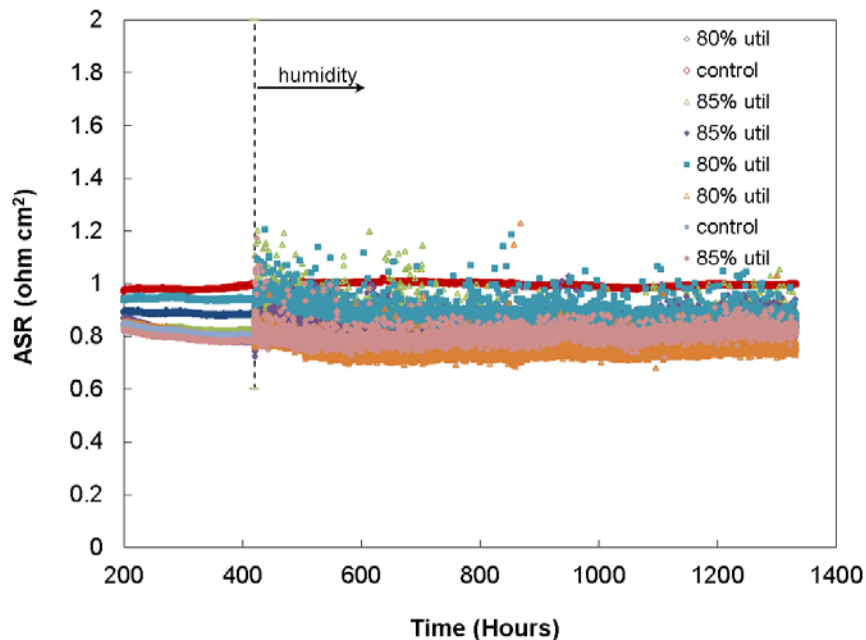 2
1.8
1.6
1.4
1.2
1
0.8
0.6
0.4
0.2
0
ASR (ohm cm²)
humidity
80% util
control
85% util
85% util
80% util
80% util
control
85% util
200 400 600 800 1000 1200 1400
Time (Hours)